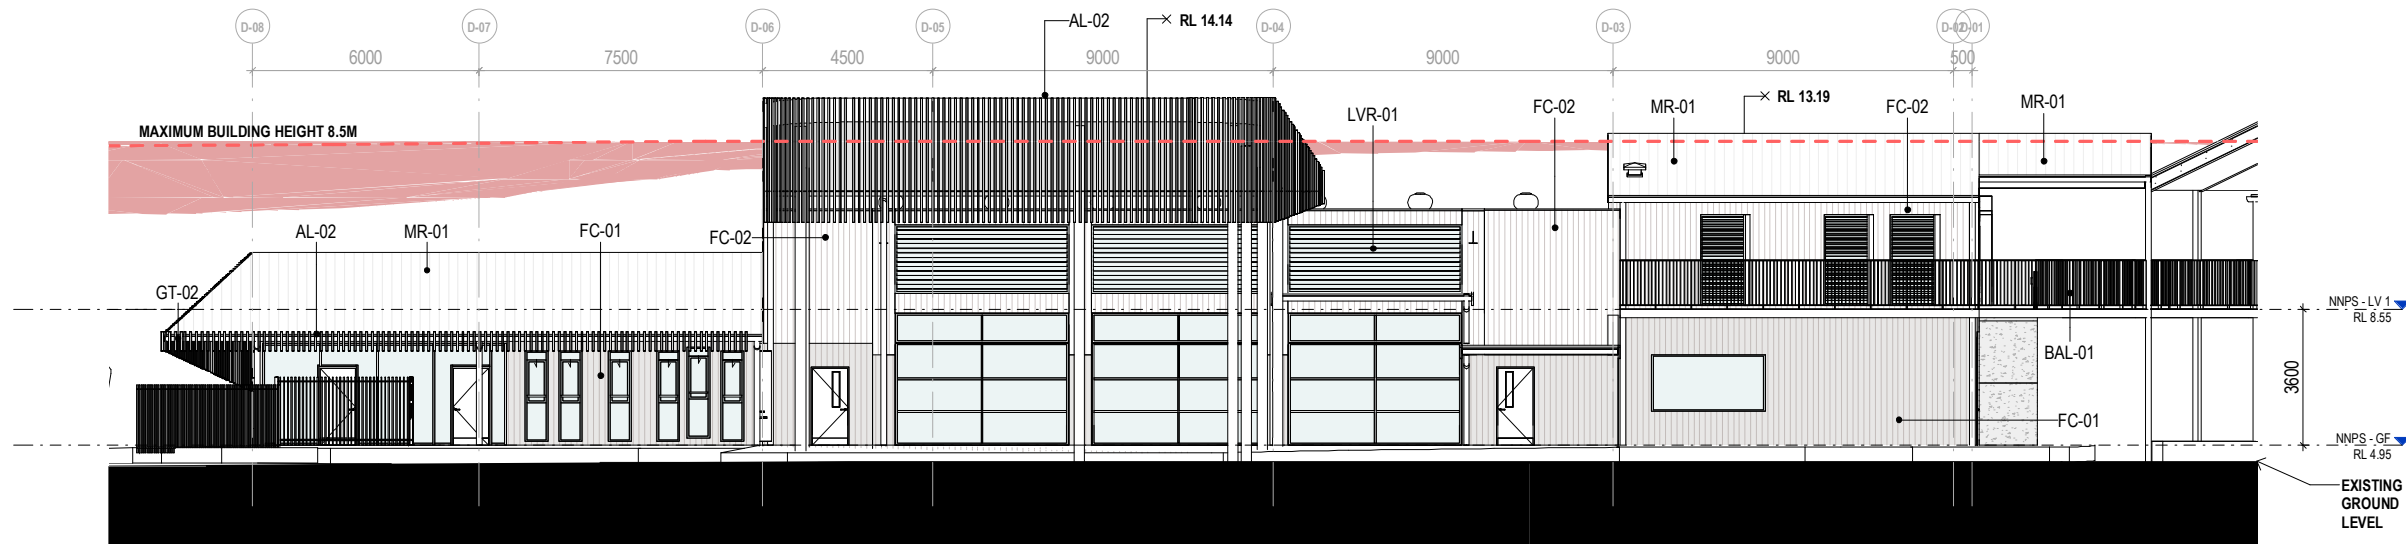 D-08
D-07
D-06
D-05
AL-02
RL 14.14
D-04
D-03
D-02
D-01
6000
7500
4500
9000
9000
9000
500
MAXIMUM BUILDING HEIGHT 8.5M
LVR-01
FC-02
MR-01
RL 13.19
FC-02
MR-01
AL-02
MR-01
FC-01
FC-02
GT-02
NNPS - LV 1
RL 8.55
BAL-01
3600
FC-01
NNPS - GF
RL 4.95
EXISTING
GROUND
LEVEL